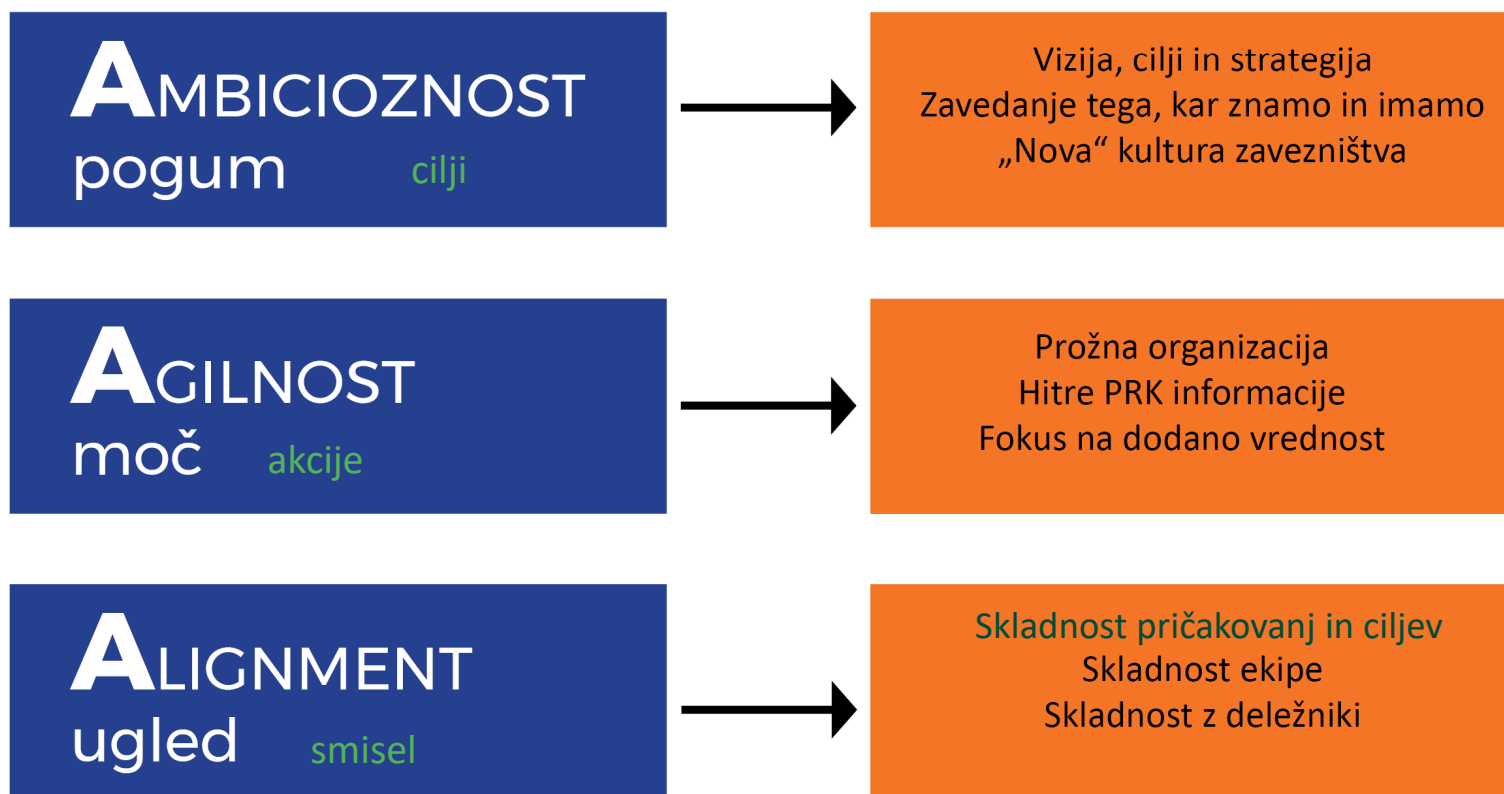 AMBICIOZNOST
pogum cilji
Vizija, cilji in strategija
Zavedanje tega, kar znamo in imamo
„Nova“ kultura zavezništva
AGILNOST
moč akcije
Prožna organizacija
Hitre PRK informacije
Fokus na dodano vrednost
ALIGNMENT
ugled smisel
Skladnost pričakovanj in ciljev
Skladnost ekipe
Skladnost z deležniki